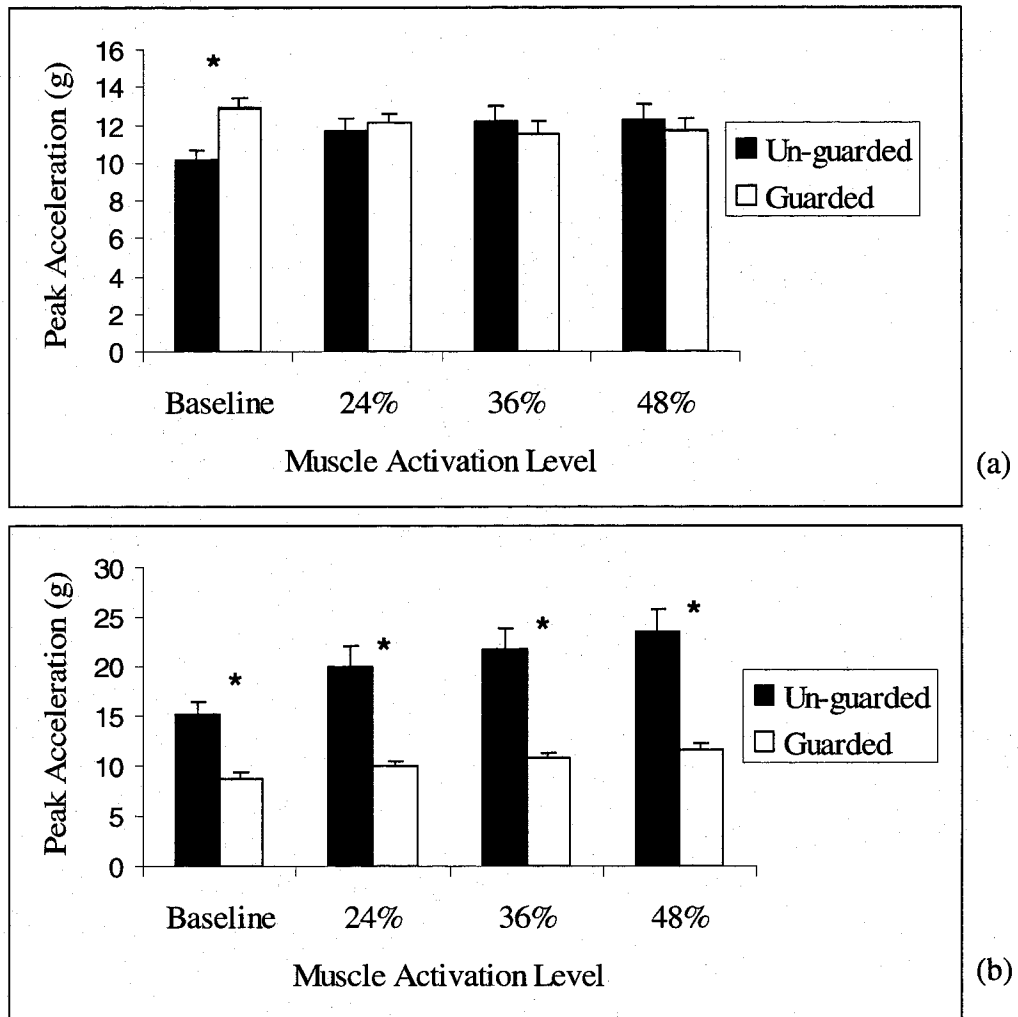 16
14
12
10
8
6
4
2
0
Peak Acceleration (g)
*
Un-guarded
Guarded
Baseline 24% 36% 48%
Muscle Activation Level
(a)
30
25
20
15
10
5
0
Peak Acceleration (g)
* * * *
Un-guarded
Guarded
Baseline 24% 36% 48%
Muscle Activation Level
(b)